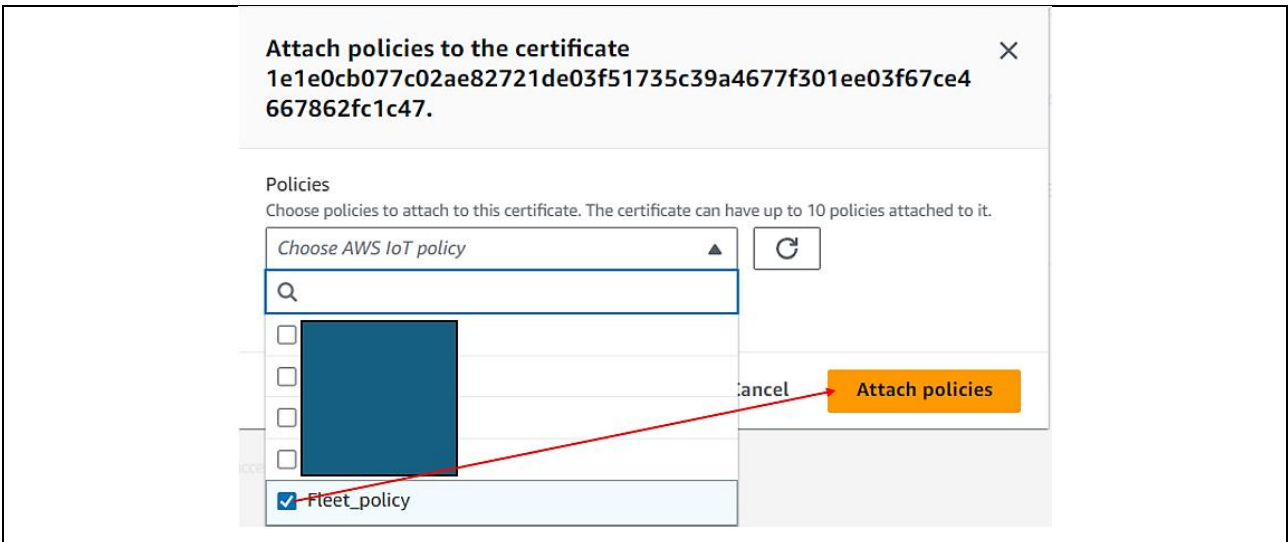 Attach policies to the certificate
1e1e0cb077c02ae82721de03f51735c39a4677f301ee03f67ce4
667862fc1c47.
Policies
Choose policies to attach to this certificate. The certificate can have up to 10 policies attached to it.
Choose AWS IoT policy
Cancel
Attach policies
Fleet_policy